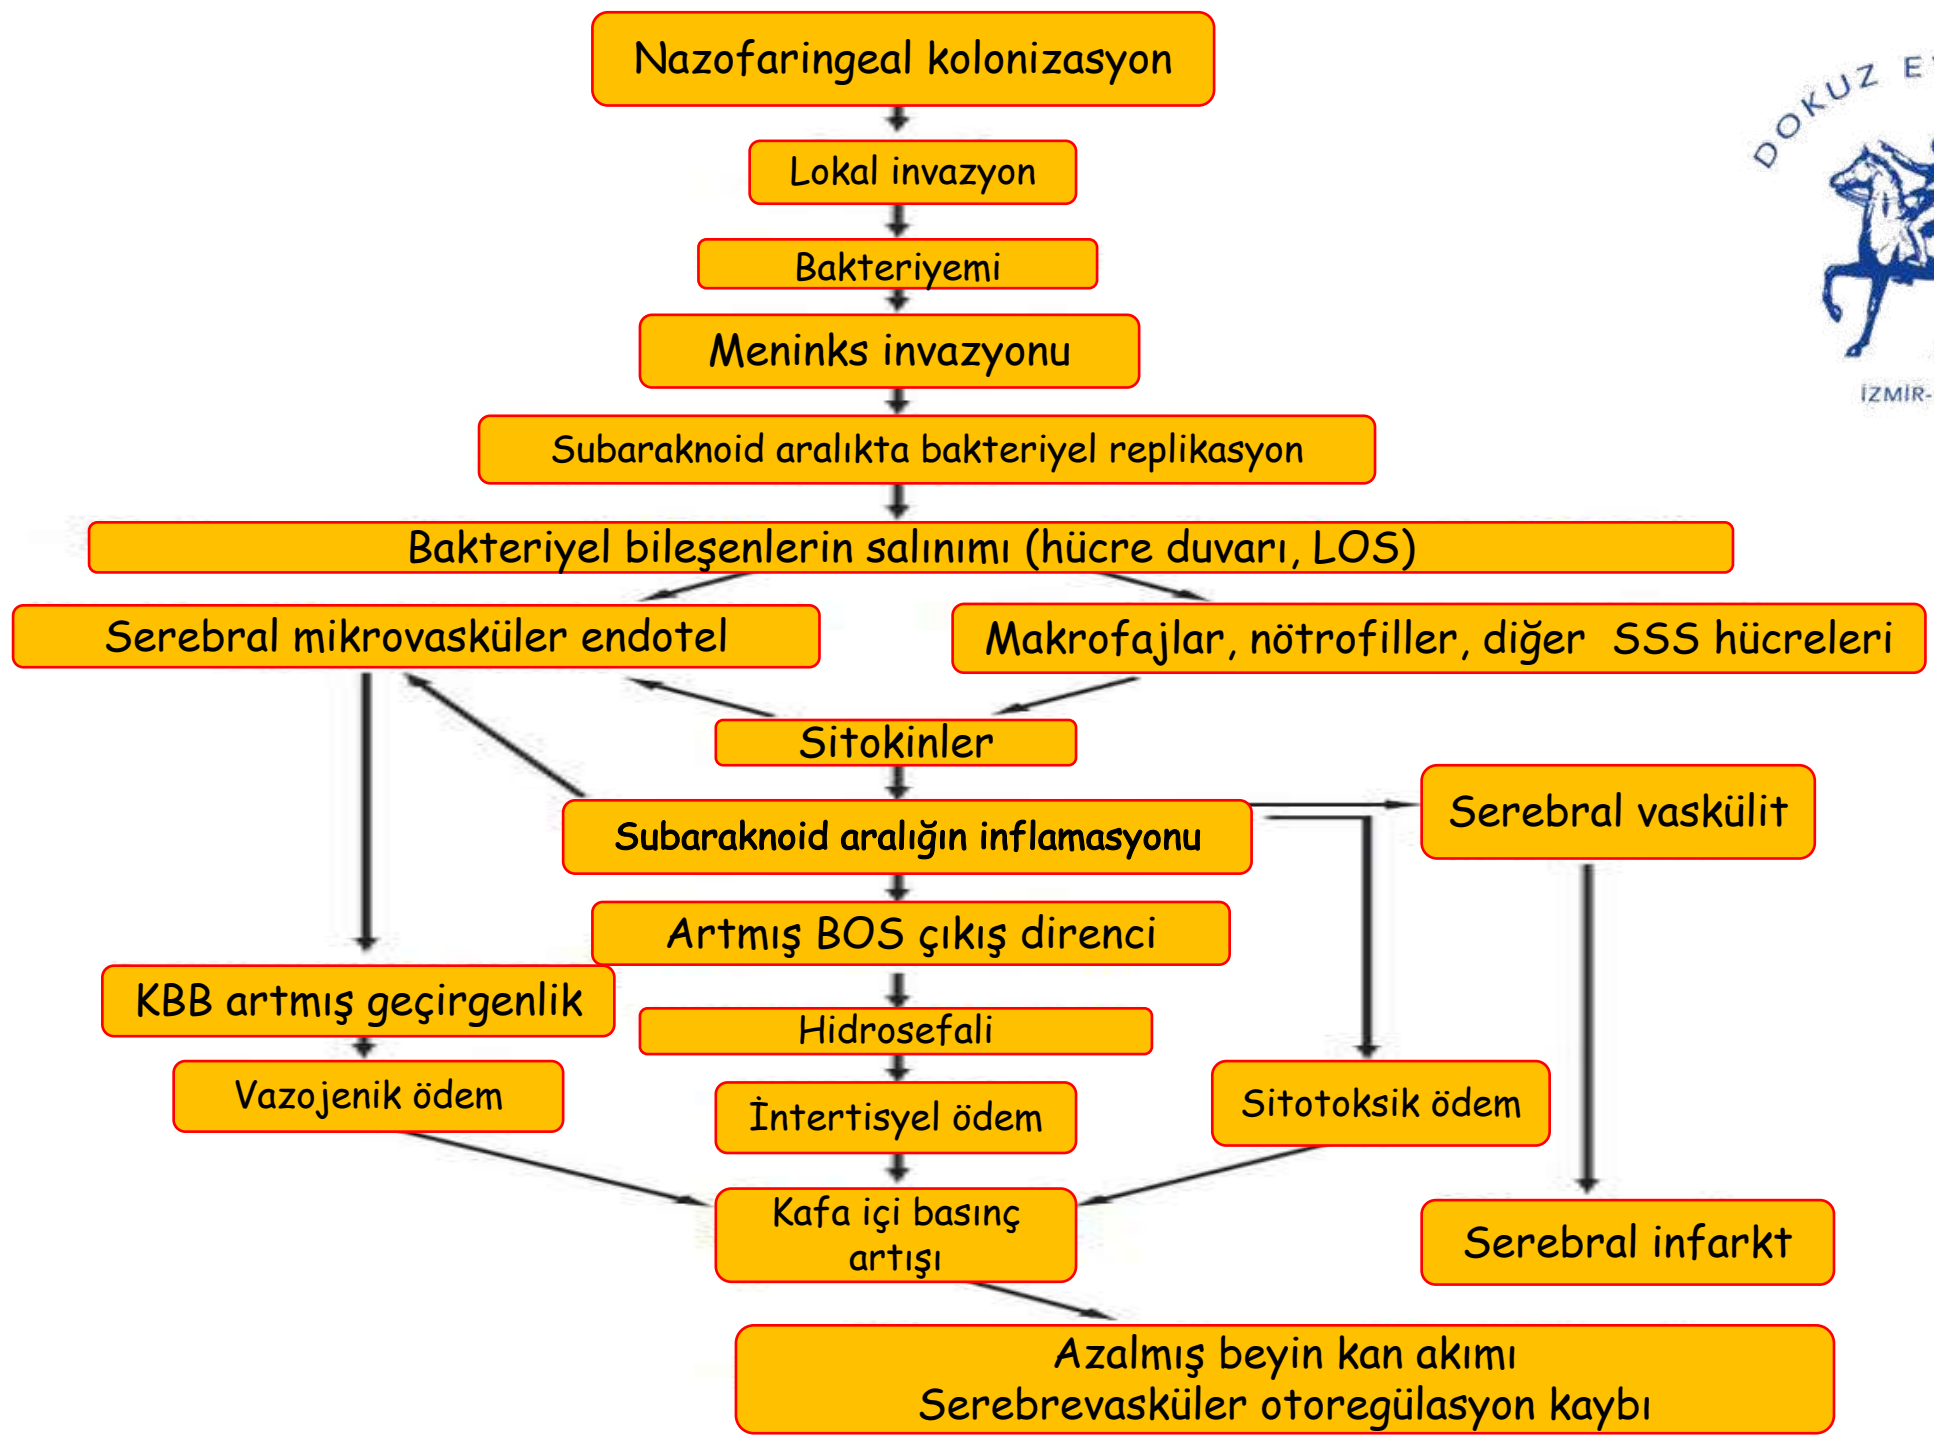 Nazofaringeal kolonizasyon
DOKUZ
Lokal invazyon
Bakteriyemi
Meninks invazyonu
İZMİR-
Subaraknoid aralıkta bakteriyel replikasyon
Bakteriyel bileşenlerin salınımı (hücre duvarı, LOS)
Serebral mikrovasküler endotel
Makrofajlar, nötrofiller, diğer SSS hücreleri
Sitokinler
Serebral vaskülit
Subaraknoid aralığın inflamasyonu
Artmış BOS çıkış direnci
KBB artmış geçirgenlik
Hidrosefali
Vazojenik ödem
İntertisyel ödem
Sitotoksik ödem
Kafa içi basınç
artışı
Serebral infarkt
Azalmış beyin kan akımı
Serebrevasküler otoregülasyon kaybı